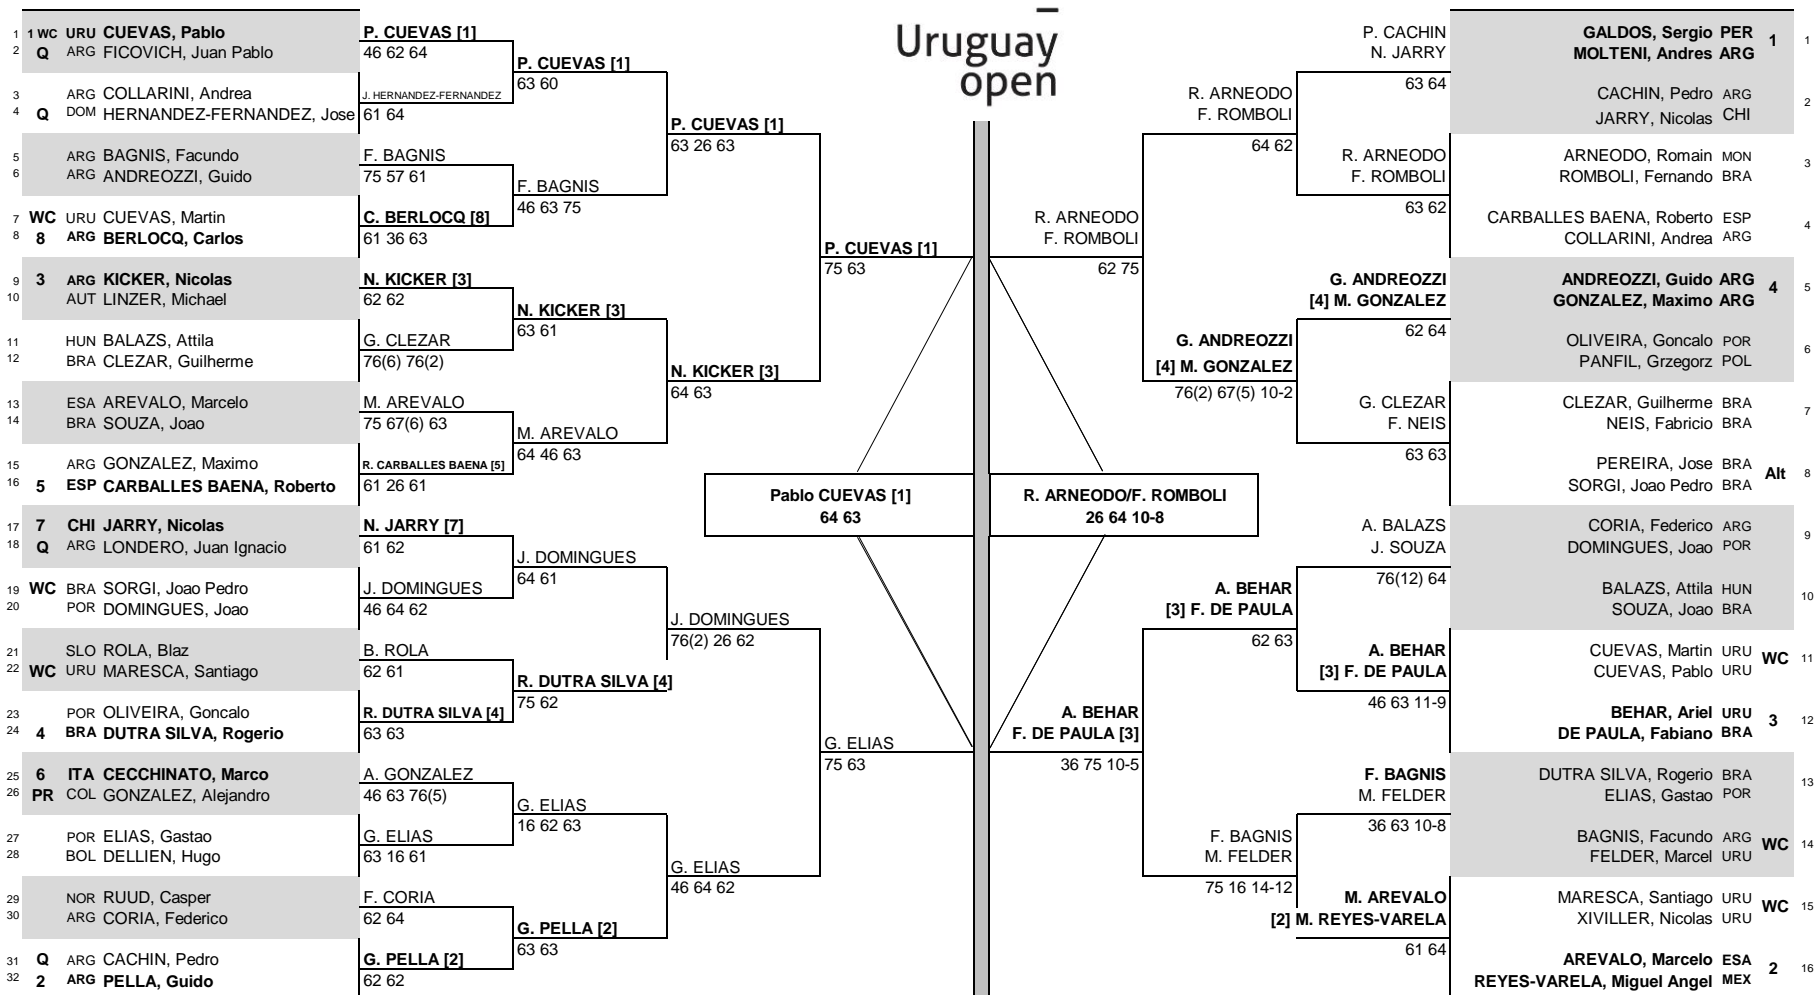 Uruguay
open
1 1 WC URU CUEVAS, Pablo
2 Q ARG FICOVICH, Juan Pablo
3 ARG COLLARINI, Andrea
4 Q DOM HERNANDEZ-FERNANDEZ, Jose
5 ARG BAGNIS, Facundo
6 ARG ANDREOZZI, Guido
7 WC URU CUEVAS, Martin
8 8 ARG BERLOCQ, Carlos
9 3 ARG KICKER, Nicolas
10 AUT LINZER, Michael
11 HUN BALAZS, Attila
12 BRA CLEZAR, Guilherme
13 ESA AREVALO, Marcelo
14 BRA SOUZA, Joao
15 ARG GONZALEZ, Maximo
16 5 ESP CARBALLES BAENA, Roberto
17 7 CHI JARRY, Nicolas
18 Q ARG LONDERO, Juan Ignacio
19 WC BRA SORGI, Joao Pedro
20 POR DOMINGUES, Joao
21 SLO ROLA, Blaz
22 WC URU MARESCA, Santiago
23 POR OLIVEIRA, Goncalo
24 4 BRA DUTRA SILVA, Rogerio
25 6 ITA CECCHINATO, Marco
26 PR COL GONZALEZ, Alejandro
27 POR ELIAS, Gastao
28 BOL DELLIEN, Hugo
29 NOR RUUD, Casper
30 ARG CORIA, Federico
31 Q ARG CACHIN, Pedro
32 2 ARG PELLA, Guido
P. CUEVAS [1]
46 62 64
J. HERNANDEZ-FERNANDEZ
61 64
F. BAGNIS
75 57 61
C. BERLOCQ [8]
61 36 63
N. KICKER [3]
62 62
G. CLEZAR
76(6) 76(2)
M. AREVALO
75 67(6) 63
R. CARBALLES BAENA [5]
61 26 61
N. JARRY [7]
61 62
J. DOMINGUES
46 64 62
B. ROLA
62 61
R. DUTRA SILVA [4]
63 63
A. GONZALEZ
46 63 76(5)
G. ELIAS
63 16 61
F. CORIA
62 64
G. PELLA [2]
62 62
P. CUEVAS [1]
63 60
F. BAGNIS
46 63 75
N. KICKER [3]
63 61
M. AREVALO
64 46 63
J. DOMINGUES
64 61
R. DUTRA SILVA [4]
75 62
G. ELIAS
16 62 63
G. PELLA [2]
63 63
P. CUEVAS [1]
63 26 63
N. KICKER [3]
64 63
J. DOMINGUES
76(2) 26 62
G. ELIAS
46 64 62
P. CUEVAS [1]
75 63
G. ELIAS
75 63
Pablo CUEVAS [1]
64 63
R. ARNEODO/F. ROMBOLI
26 64 10-8
R. ARNEODO
F. ROMBOLI
62 75
A. BEHAR
F. DE PAULA [3]
36 75 10-5
R. ARNEODO
F. ROMBOLI
64 62
G. ANDREOZZI
[4] M. GONZALEZ
76(2) 67(5) 10-2
A. BEHAR
[3] F. DE PAULA
62 63
F. BAGNIS
M. FELDER
75 16 14-12
P. CACHIN
N. JARRY
63 64
R. ARNEODO
F. ROMBOLI
63 62
G. ANDREOZZI
[4] M. GONZALEZ
62 64
G. CLEZAR
F. NEIS
63 63
A. BALAZS
J. SOUZA
76(12) 64
A. BEHAR
[3] F. DE PAULA
46 63 11-9
F. BAGNIS
M. FELDER
36 63 10-8
M. AREVALO
[2] M. REYES-VARELA
61 64
GALDOS, Sergio PER 1 1
MOLTENI, Andres ARG
CACHIN, Pedro ARG 2
JARRY, Nicolas CHI
ARNEODO, Romain MON 3
ROMBOLI, Fernando BRA
CARBALLES BAENA, Roberto ESP 4
COLLARINI, Andrea ARG
ANDREOZZI, Guido ARG 4 5
GONZALEZ, Maximo ARG
OLIVEIRA, Goncalo POR 6
PANFIL, Grzegorz POL
CLEZAR, Guilherme BRA 7
NEIS, Fabricio BRA
PEREIRA, Jose BRA Alt 8
SORGI, Joao Pedro BRA
CORIA, Federico ARG 9
DOMINGUES, Joao POR
BALAZS, Attila HUN 10
SOUZA, Joao BRA
CUEVAS, Martin URU WC 11
CUEVAS, Pablo URU
BEHAR, Ariel URU 3 12
DE PAULA, Fabiano BRA
DUTRA SILVA, Rogerio BRA 13
ELIAS, Gastao POR
BAGNIS, Facundo ARG WC 14
FELDER, Marcel URU
MARESCA, Santiago URU WC 15
XIVILLER, Nicolas URU
AREVALO, Marcelo ESA 2 16
REYES-VARELA, Miguel Angel MEX